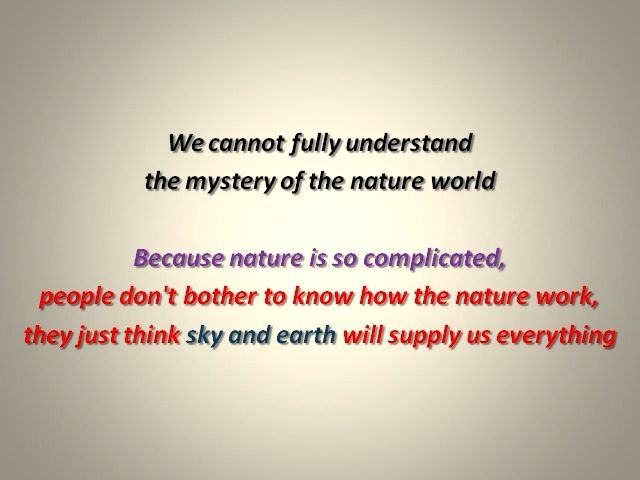 We cannot fully understand
the mystery of the nature world
Because nature is so complicated,
people don't bother to know how the nature work,
they just think sky and earth will supply us everything